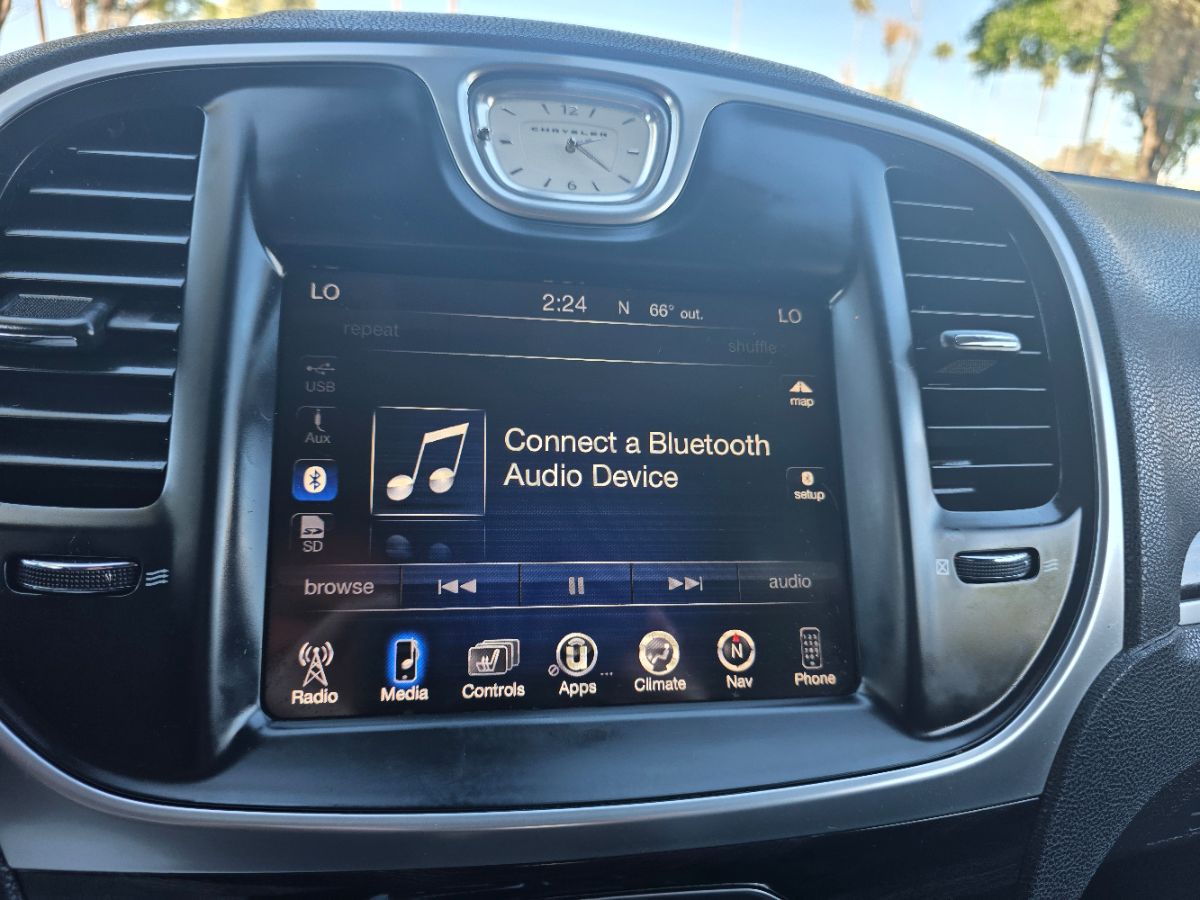 12
CHRYSLER
6
LO
2:24
N
66° out.
LO
repeat
shuffle
USB
map
Aux
Connect a Bluetooth
Audio Device
setup
SD
browse
audio
N
Radio
Media
Controls
Apps
Climate
Nav
Phone